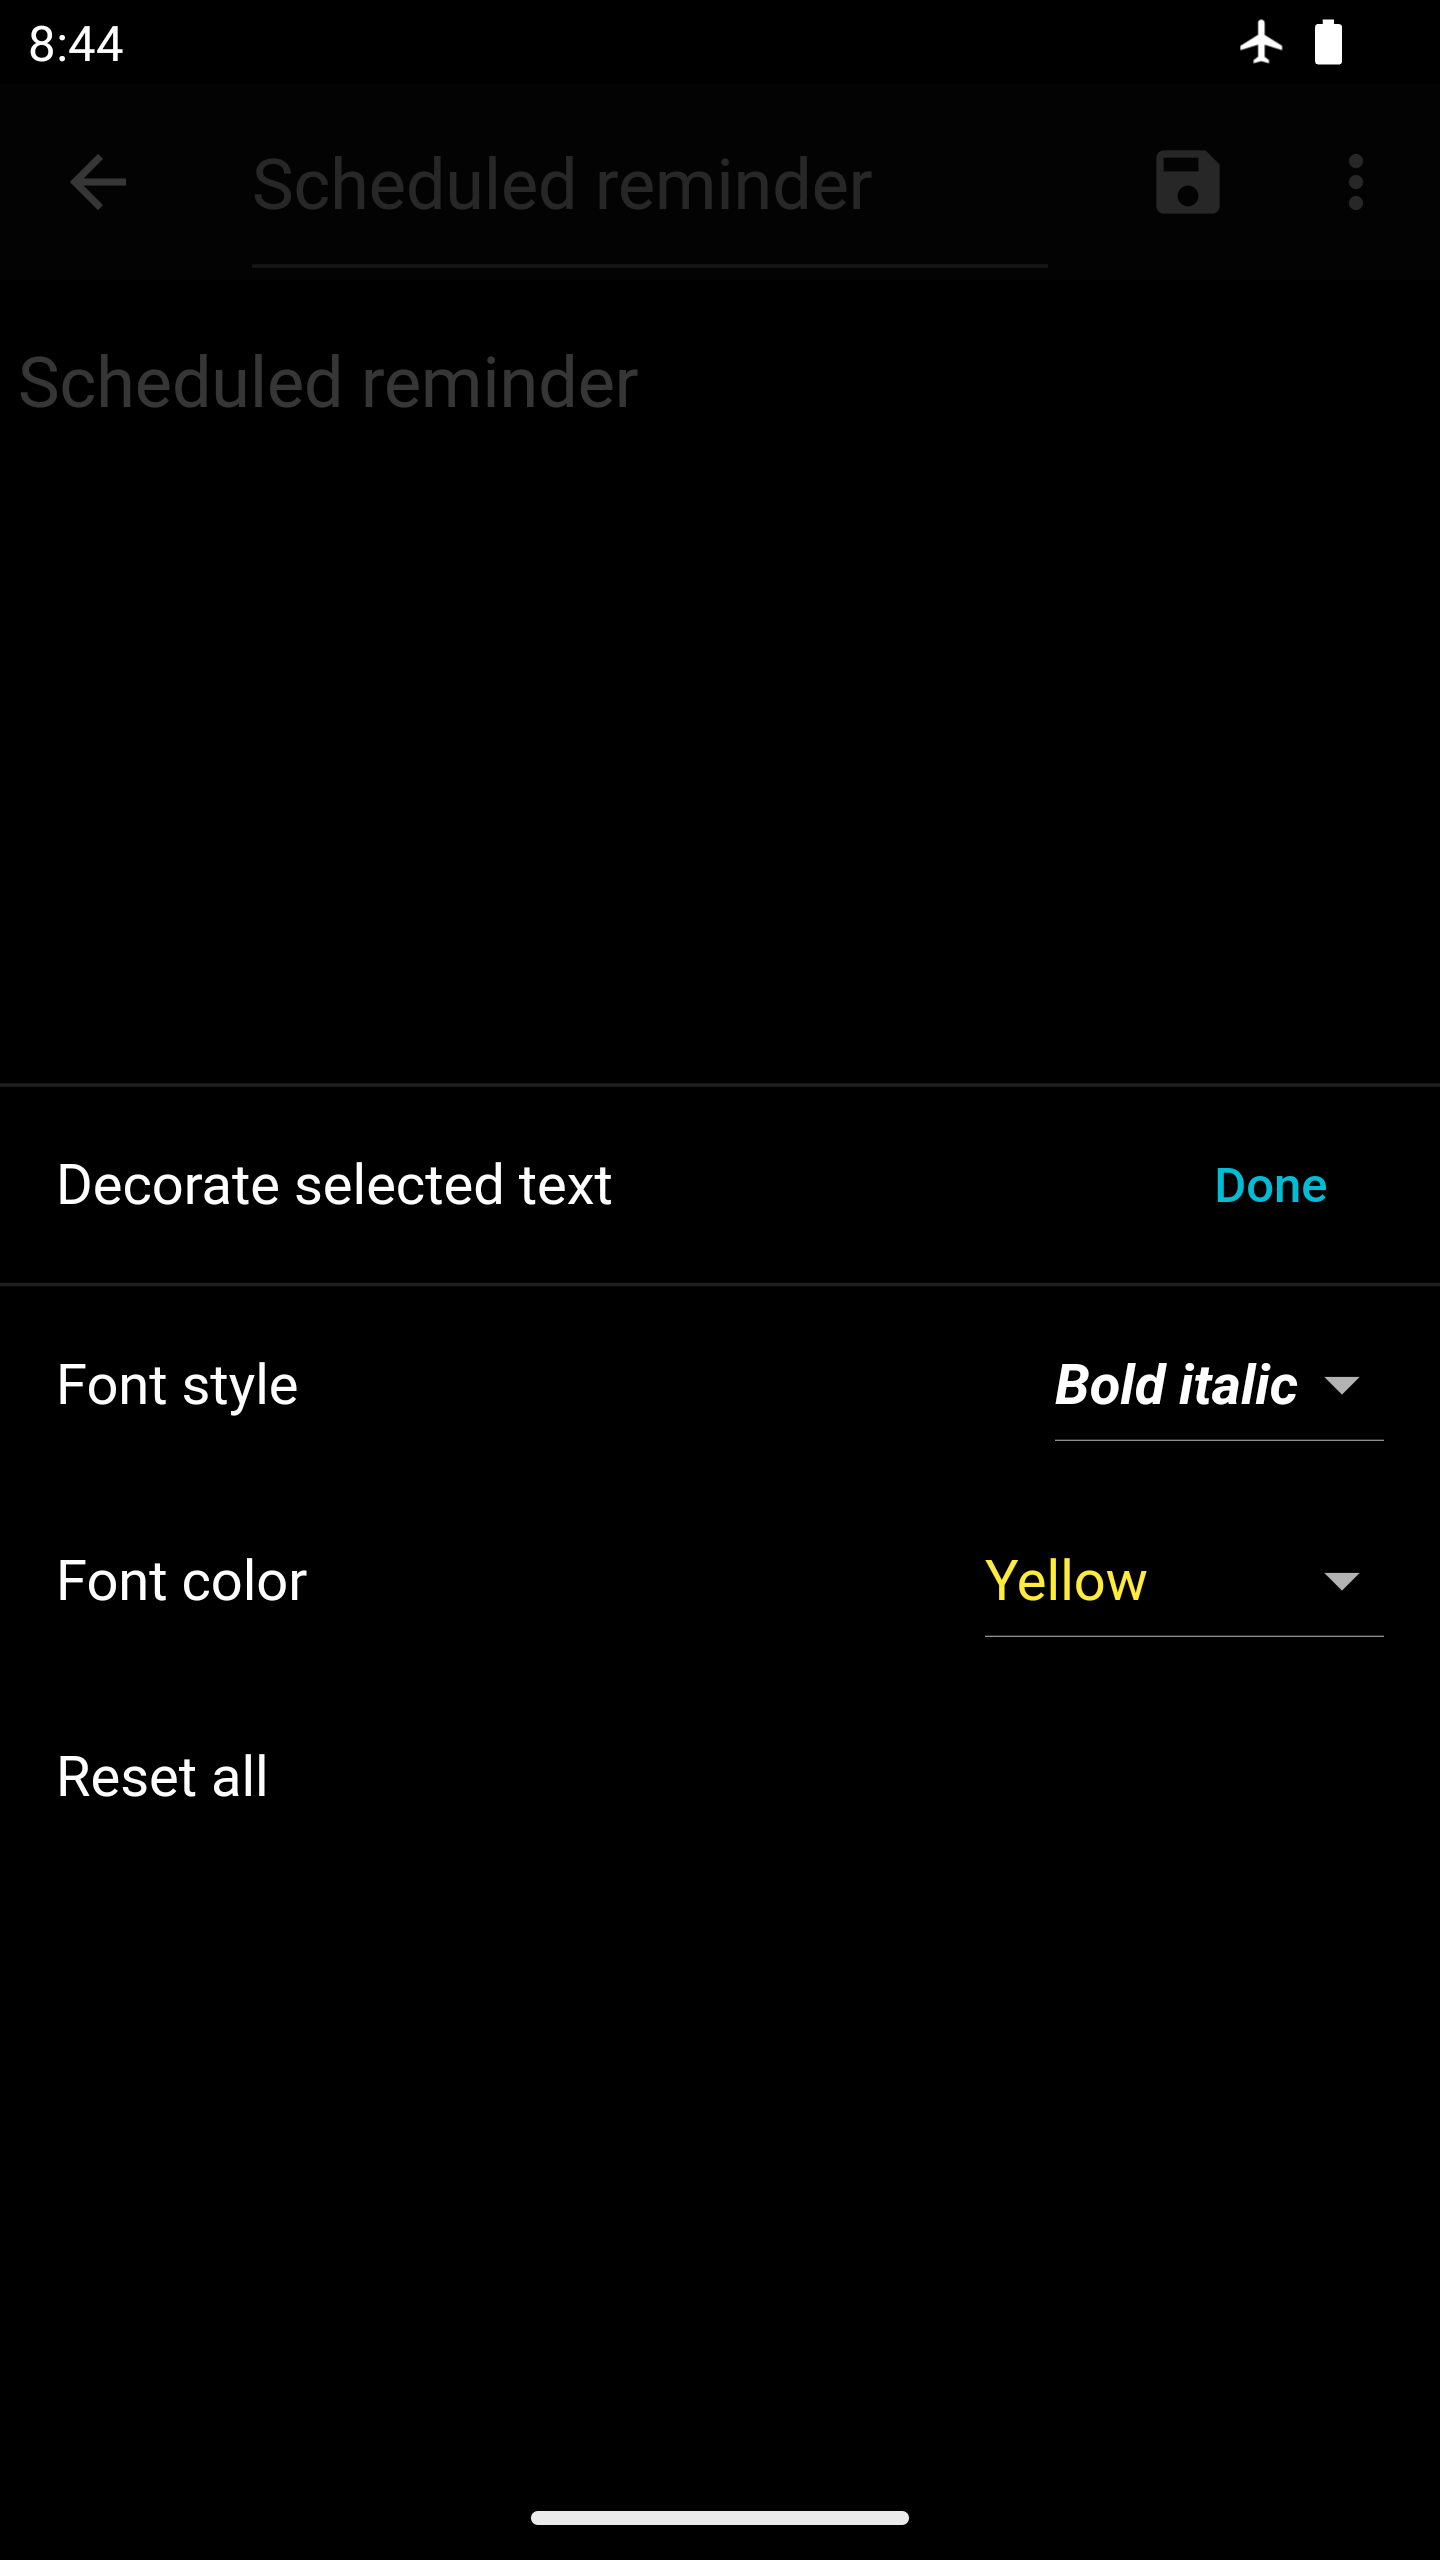 8:44
Scheduled reminder
Scheduled reminder
Decorate selected text
Done
Font style
Bold italic
Font color
Yellow
Reset all